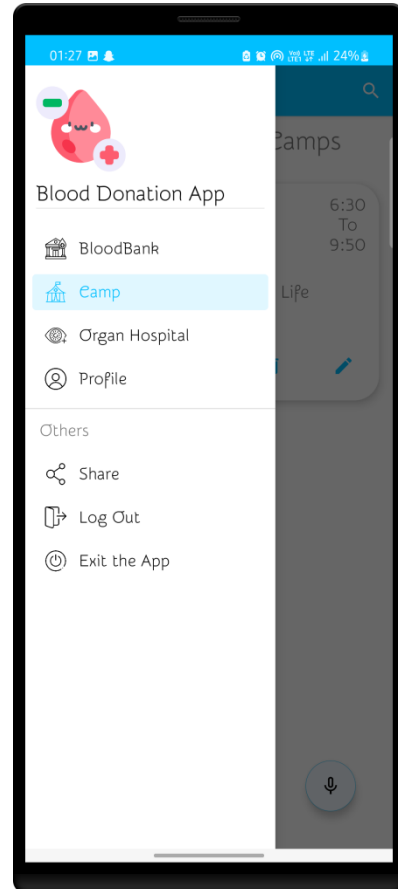 01:27
24%
Camps
Blood Donation App
6:30
To
9:50
BloodBank
Camp
Life
Organ Hospital
Profile
Others
Share
Log Out
Exit the App